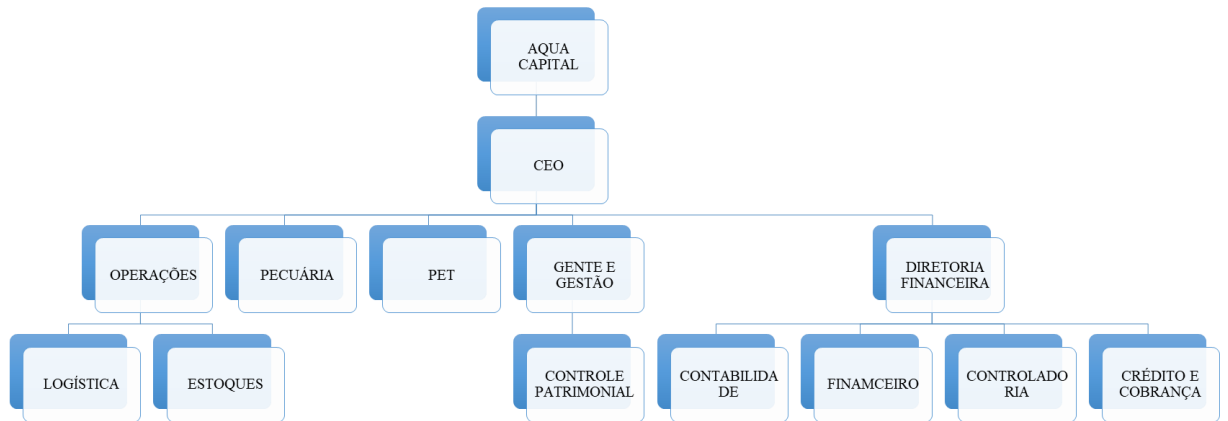 AQUA
CAPITAL
CEO
OPERAÇÕES
PECUÁRIA
PET
GENTE E
GESTÃO
DIRETORIA
FINANCEIRA
LOGÍSTICA
ESTOQUES
CONTROLE
PATRIMONIAL
CONTABILIDA
DE
FINAMCEIRO
CONTROLADO
RIA
CRÉDITO E
COBRANÇA